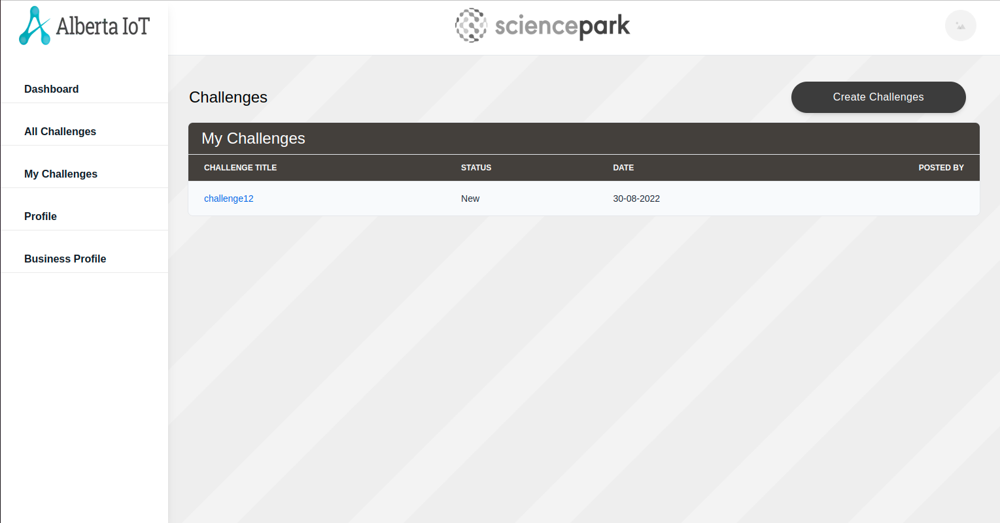 Alberta IoT
sciencepark
Dashboard
All Challenges
My Challenges
Profile
Business Profile
Challenges
Create Challenges
My Challenges
CHALLENGE TITLE STATUS DATE POSTED BY
challenge12 New 30-08-2022